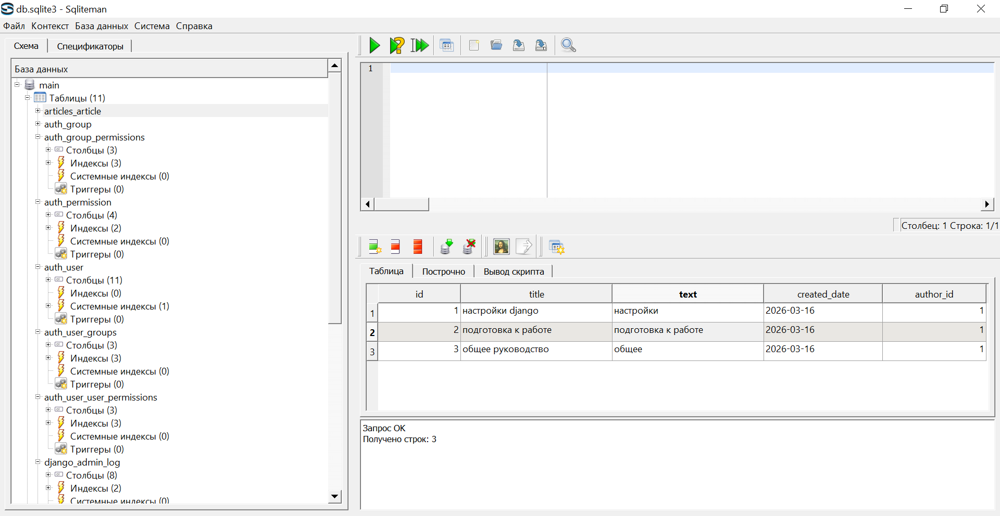 db.sqlite3 - Sqliteman
Файл Контекст База данных Система Справка
Схема Спецификаторы
База данных
main
Таблицы (11)
articles_article
auth_group
auth_group_permissions
Столбцы (3)
Индексы (3)
Системные индексы (0)
Триггеры (0)
auth_permission
Столбцы (4)
Индексы (2)
Системные индексы (0)
Триггеры (0)
auth_user
Столбцы (11)
Индексы (0)
Системные индексы (1)
Триггеры (0)
auth_user_groups
Столбцы (3)
Индексы (3)
Системные индексы (0)
Триггеры (0)
auth_user_user_permissions
Столбцы (3)
Индексы (3)
Системные индексы (0)
Триггеры (0)
django_admin_log
Столбцы (8)
Индексы (2)
Системные индексы (0)
1
Столбец: 1 Строка: 1/1
Таблица Построчно Вывод скрипта
id title text created_date author_id
1 1 настройки django настройки 2026-03-16 1
2 2 подготовка к работе подготовка к работе 2026-03-16 1
3 3 общее руководство общее 2026-03-16 1
Запрос OK
Получено строк: 3